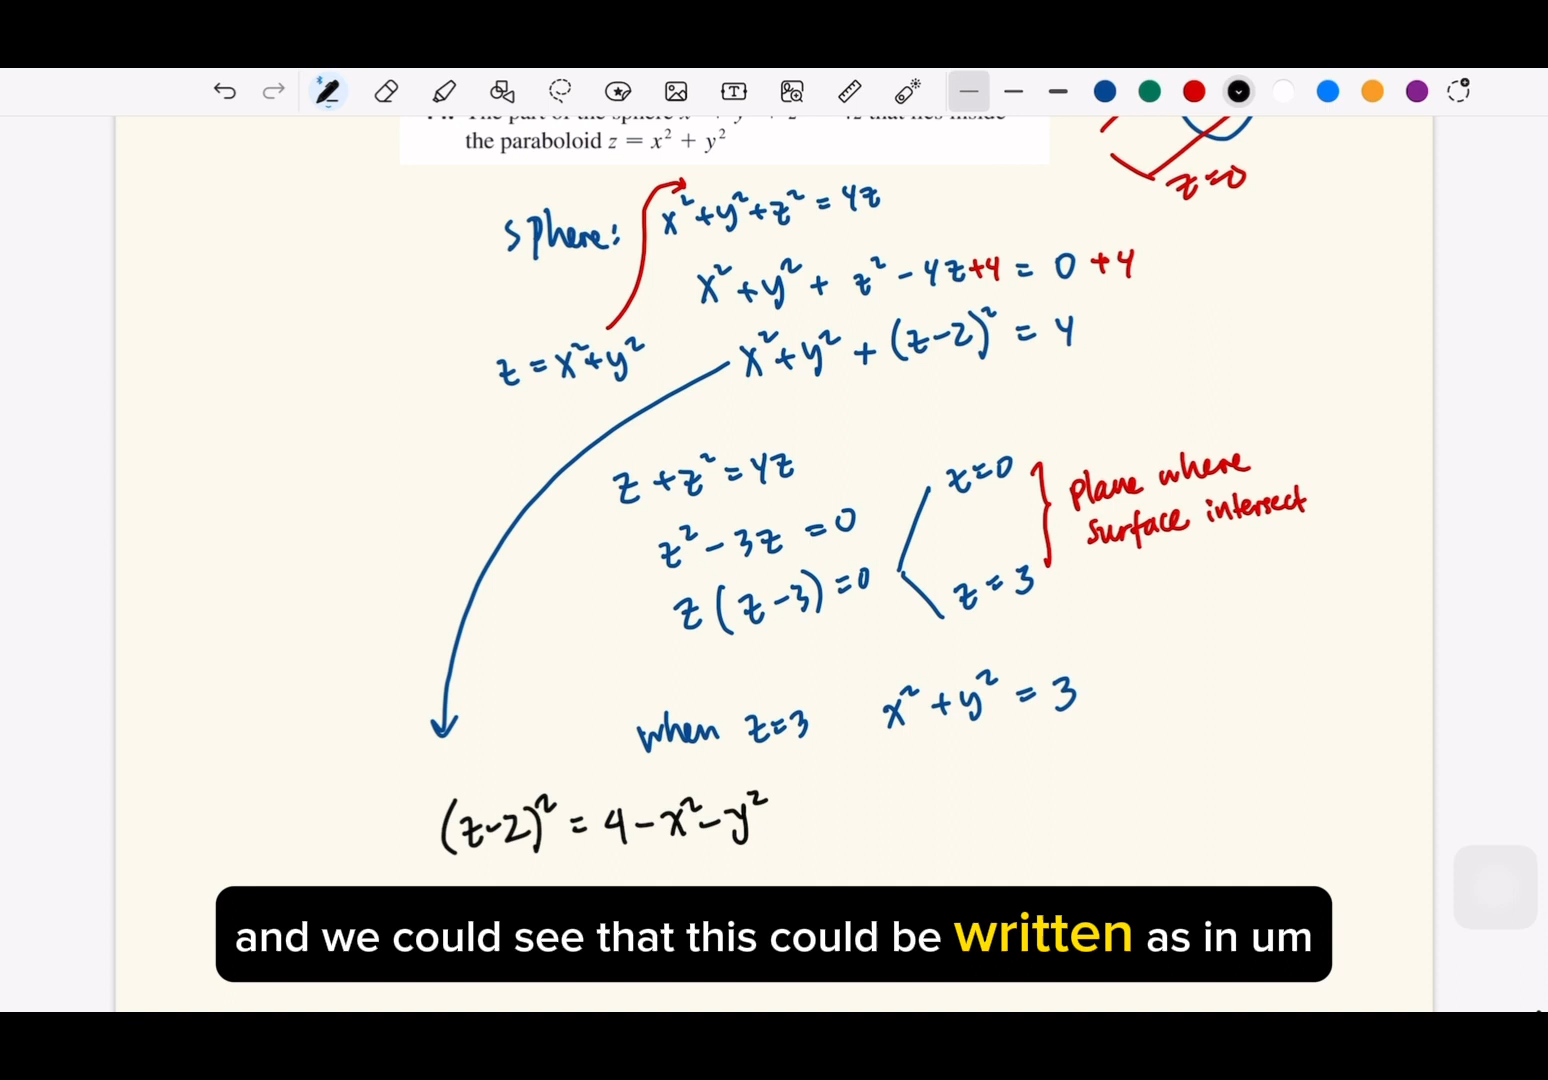 the paraboloid z = x² + y²
z=0
sphere: x²+y²+z² = 4z
x²+y²+ z² - 4z+4 = 0 +4
z = x²+y²
x²+y² + (z-2)² = 4
z + z² = 4z
z=0
plane where
surface intersect
z² - 3z = 0
z(z-3)=0
z = 3
when z=3 x² + y² = 3
(z-2)² = 4-x²-y²
and we could see that this could be written as in um